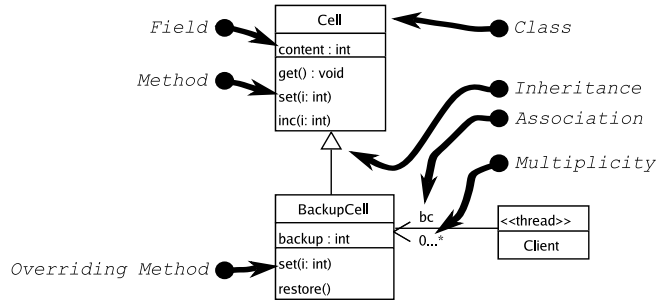 Cell
Field
Class
content : int
get() : void
Method
set(i: int)
Inheritance
inc(i: int)
Association
Multiplicity
BackupCell
bc
<<thread>>
backup : int
0...*
Client
Overriding Method
set(i: int)
restore()